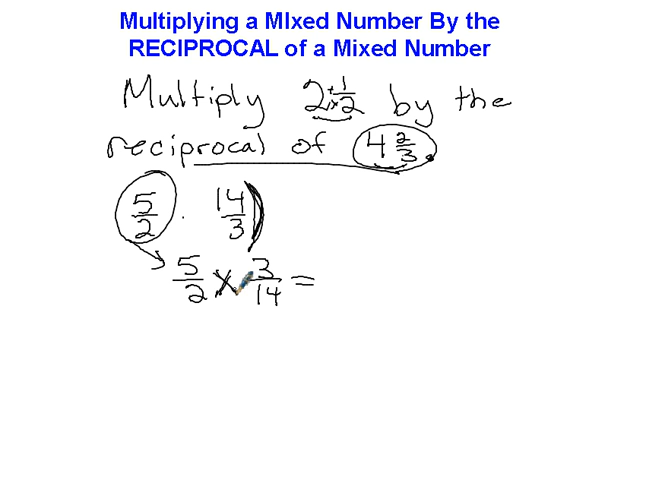 Multiplying a MIxed Number By the
RECIPROCAL of a Mixed Number
Multiply 2 1/2 by the
reciprocal of 4 2/3.
5/2 · 14/3
5/2 × 3/14 =